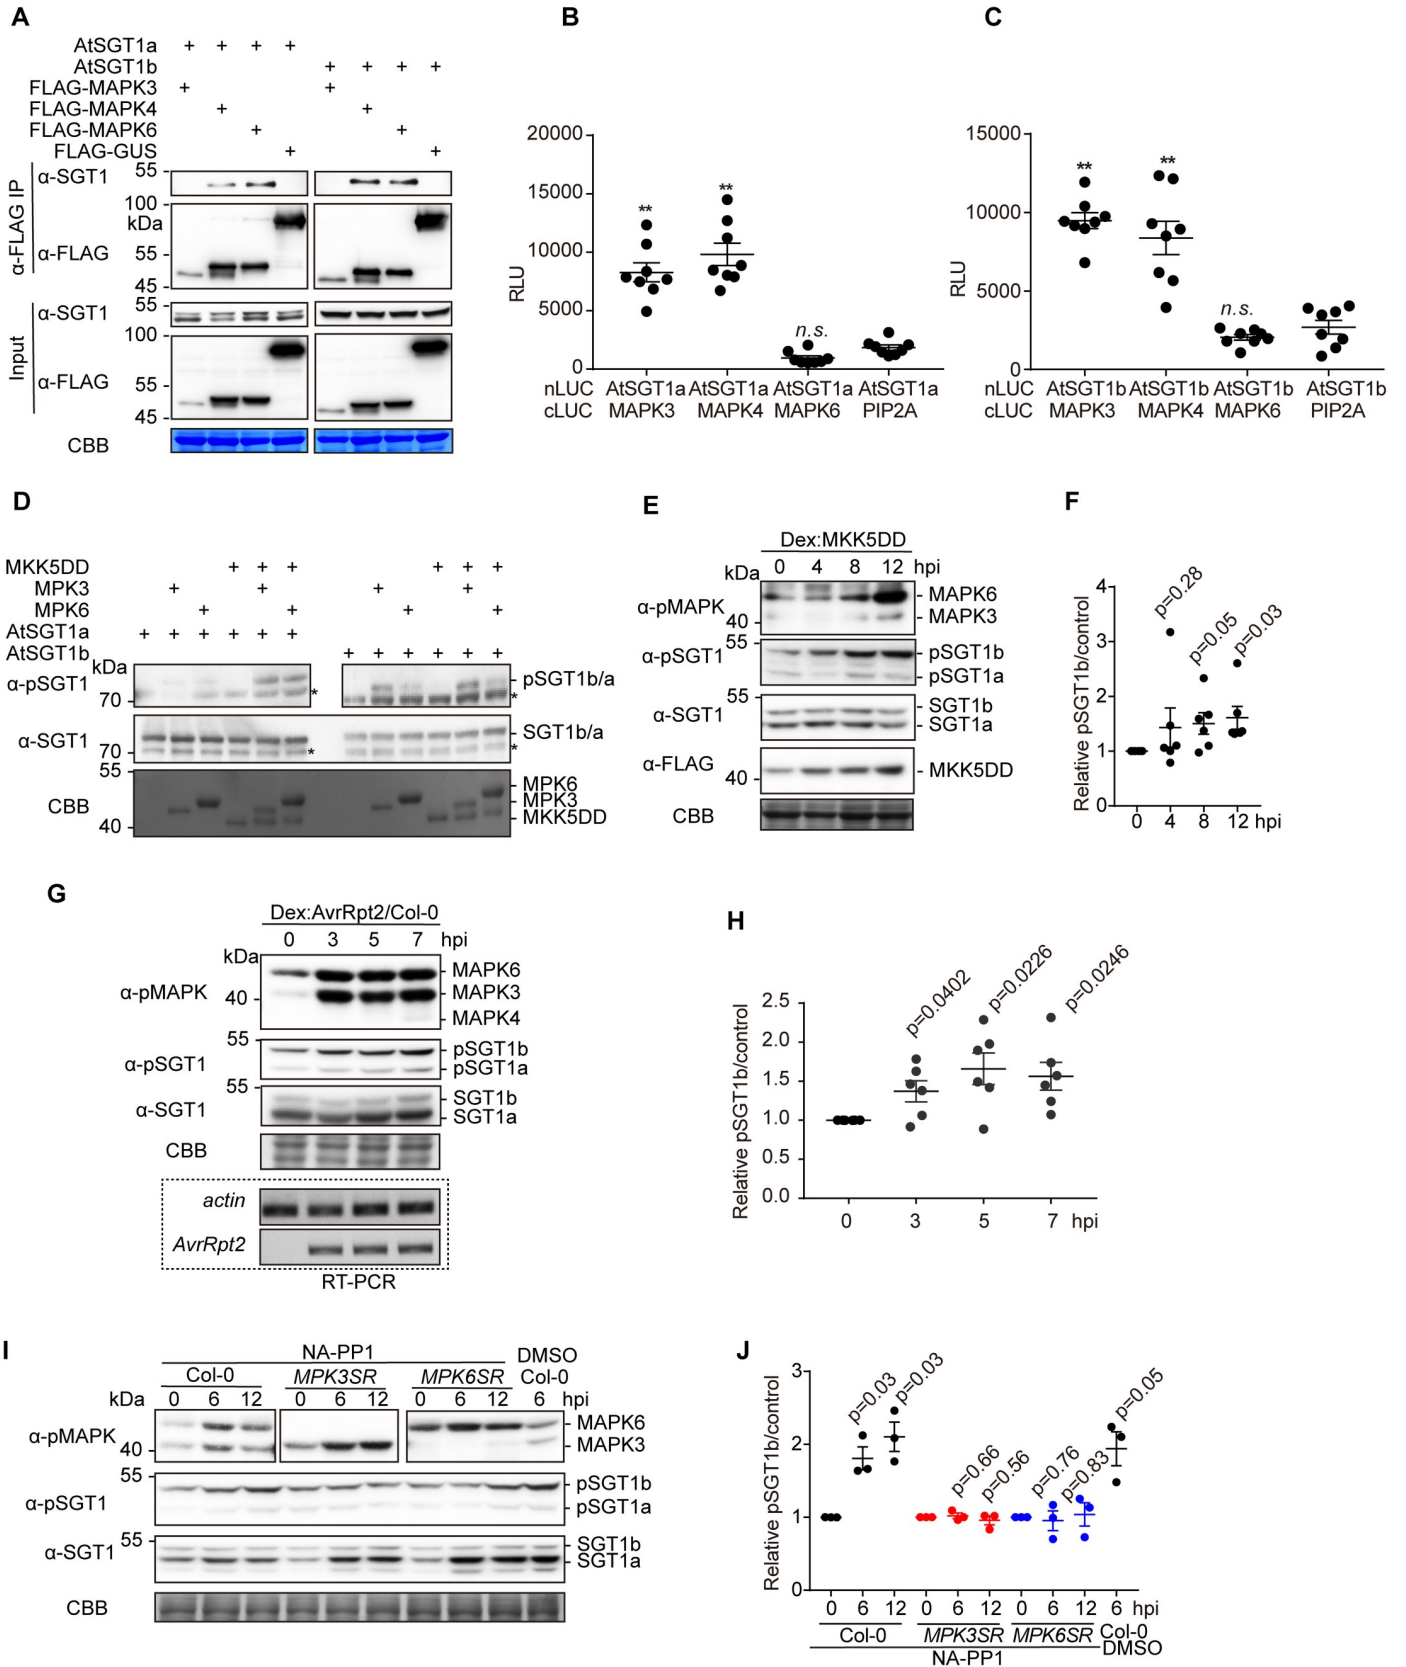 A
AtSGT1a + + + +
AtSGT1b + + + +
FLAG-MAPK3 + +
FLAG-MAPK4 + +
FLAG-MAPK6 + +
FLAG-GUS + +
α-FLAG IP
α-SGT1 55
100
kDa
α-FLAG 55
45
Input
α-SGT1 55
100
α-FLAG
55
45
CBB
B
20000
15000
10000
5000
0
RLU
** ** n.s.
nLUC AtSGT1a AtSGT1a AtSGT1a AtSGT1a
cLUC MAPK3 MAPK4 MAPK6 PIP2A
C
15000
10000
5000
0
RLU
** ** n.s.
nLUC AtSGT1b AtSGT1b AtSGT1b AtSGT1b
cLUC MAPK3 MAPK4 MAPK6 PIP2A
D
MKK5DD + + + + + +
MPK3 + + + +
MPK6 + + + +
AtSGT1a + + + + + +
AtSGT1b + + + + + +
kDa
α-pSGT1 pSGT1b/a
70 * *
α-SGT1 SGT1b/a
70 * *
55
CBB
40
MPK6
MPK3
MKK5DD
E
Dex:MKK5DD
kDa 0 4 8 12 hpi
α-pMAPK MAPK6
40 MAPK3
55
α-pSGT1 pSGT1b
pSGT1a
55
α-SGT1 SGT1b
SGT1a
α-FLAG
40 MKK5DD
CBB
F
Relative pSGT1b/control
4
3
2
1
0
p=0.28
p=0.05
p=0.03
0 4 8 12 hpi
G
Dex:AvrRpt2/Col-0
0 3 5 7 hpi
kDa
α-pMAPK 40
MAPK6
MAPK3
MAPK4
55
α-pSGT1 pSGT1b
pSGT1a
55
α-SGT1 SGT1b
SGT1a
CBB
actin
AvrRpt2
RT-PCR
H
Relative pSGT1b/control
2.5
2.0
1.5
1.0
0.5
0.0
p=0.0402
p=0.0226
p=0.0246
0 3 5 7 hpi
I
NA-PP1 DMSO
Col-0 MPK3SR MPK6SR Col-0
kDa 0 6 12 0 6 12 0 6 12 6 hpi
α-pMAPK MAPK6
40 MAPK3
55
α-pSGT1 pSGT1b
pSGT1a
55
α-SGT1 SGT1b
SGT1a
CBB
J
Relative pSGT1b/control
3
2
1
0
p=0.03
p=0.03
p=0.66
p=0.56
p=0.76
p=0.83
p=0.05
0 6 12 0 6 12 0 6 12 6 hpi
Col-0 MPK3SR MPK6SR Col-0
DMSO
NA-PP1